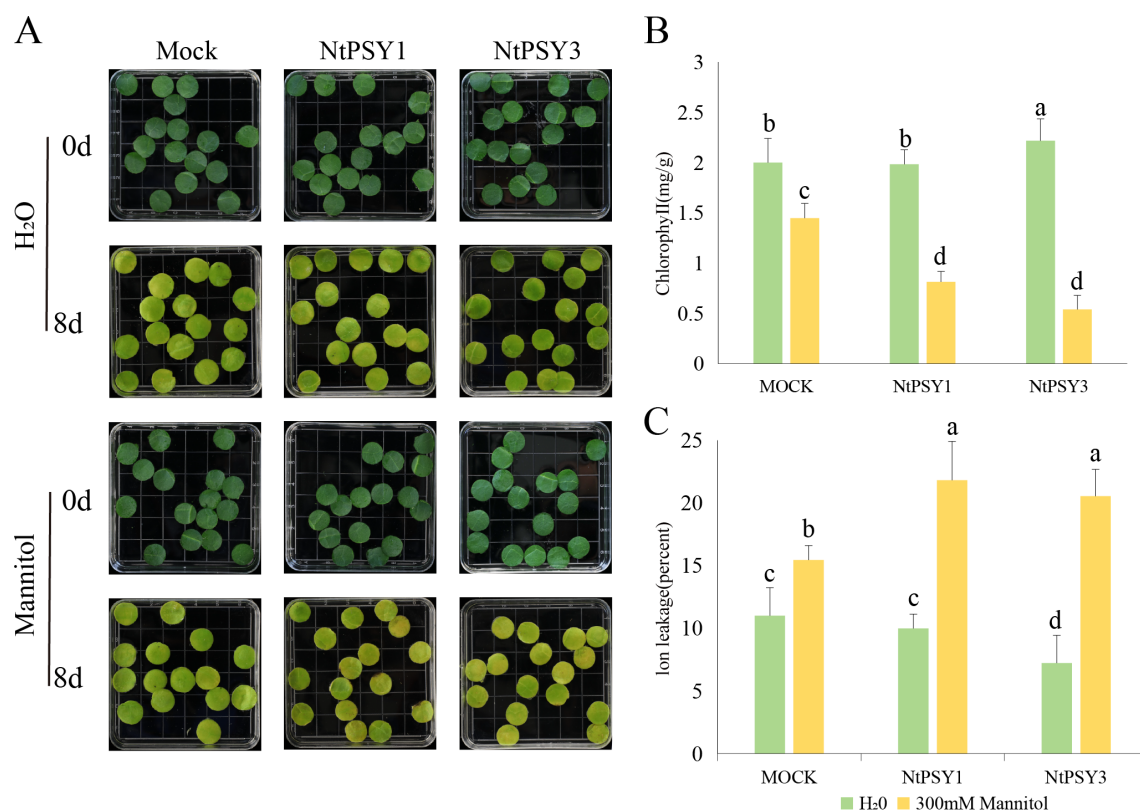 A
Mock
NtPSY1
NtPSY3
H₂O
0d
8d
Mannitol
0d
8d
B
Chlorophyll(mg/g)
3
2.5
2
1.5
1
0.5
0
b
c
b
d
a
d
MOCK
NtPSY1
NtPSY3
C
Ion leakage(percent)
25
20
15
10
5
0
c
b
c
a
d
a
MOCK
NtPSY1
NtPSY3
H₂0
300mM Mannitol